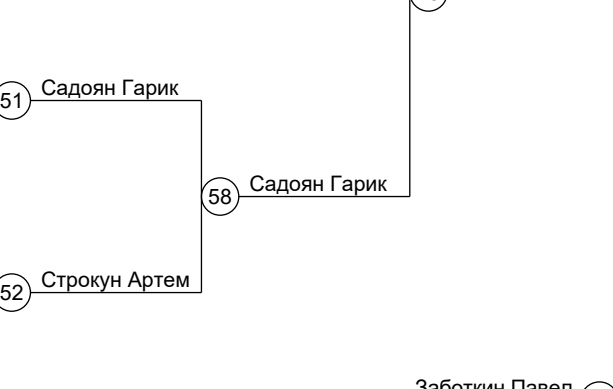 51 Садоян Гарик
58 Садоян Гарик
52 Строкун Артем
Заботкин Павел